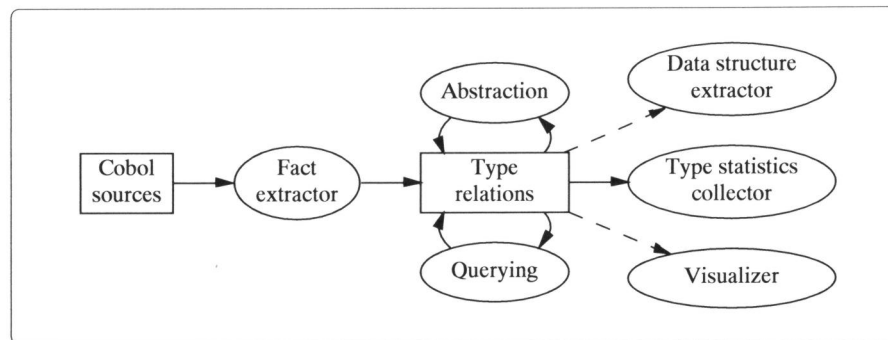 Cobol
sources
Fact
extractor
Abstraction
Type
relations
Querying
Data structure
extractor
Type statistics
collector
Visualizer